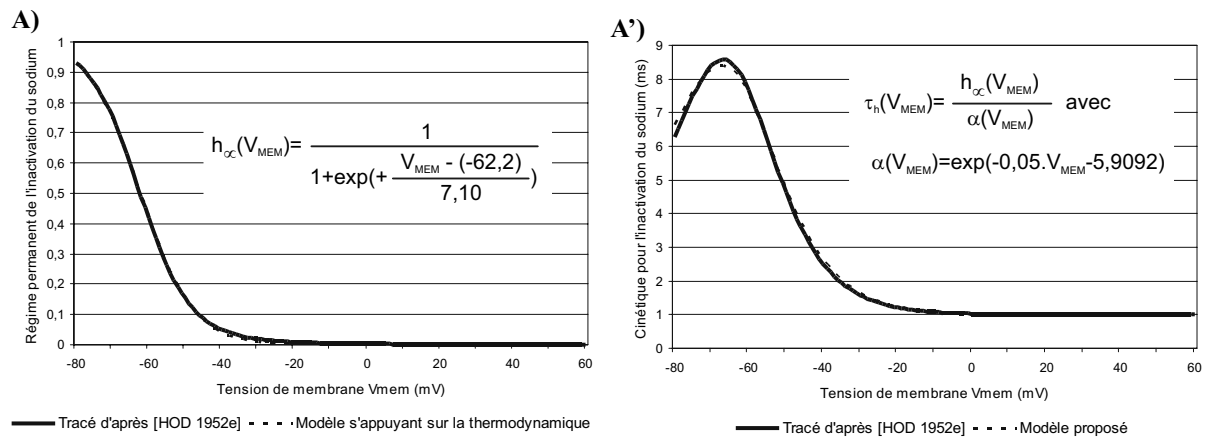 A)
Régime permanent de l'inactivation du sodium
1
0,9
0,8
0,7
0,6
0,5
0,4
0,3
0,2
0,1
0
-80 -60 -40 -20 0 20 40 60
h∝(VMEM)= 1
1+exp(+ VMEM - (-62,2) )
7,10
Tension de membrane Vmem (mV)
Tracé d'après [HOD 1952e] Modèle s'appuyant sur la thermodynamique
A')
Cinétique pour l'inactivation du sodium (ms)
9
8
7
6
5
4
3
2
1
0
-80 -60 -40 -20 0 20 40 60
τh(VMEM)= h∝(VMEM) avec
α(VMEM)
α(VMEM)=exp(-0,05.VMEM-5,9092)
Tension de membrane Vmem (mV)
Tracé d'après [HOD 1952e] Modèle proposé